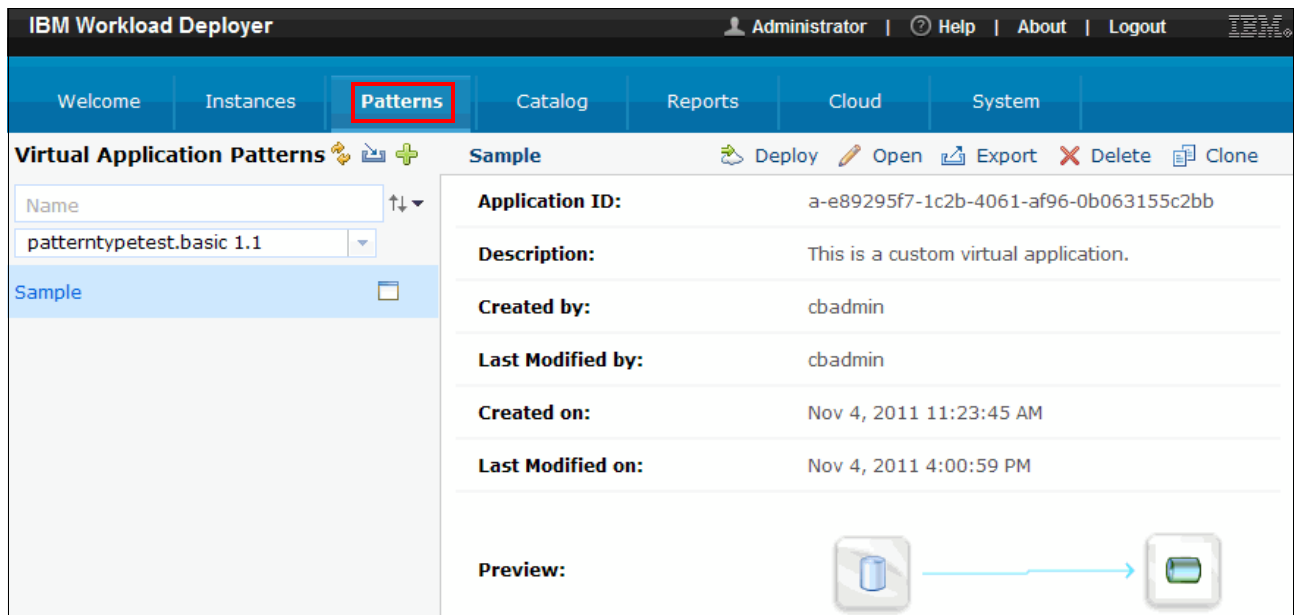 IBM Workload Deployer
Administrator | Help | About | Logout IBM®
Welcome Instances Patterns Catalog Reports Cloud System
Virtual Application Patterns
Name
patterntypetest.basic 1.1
Sample
Sample Deploy Open Export Delete Clone
Application ID: a-e89295f7-1c2b-4061-af96-0b063155c2bb
Description: This is a custom virtual application.
Created by: cbadmin
Last Modified by: cbadmin
Created on: Nov 4, 2011 11:23:45 AM
Last Modified on: Nov 4, 2011 4:00:59 PM
Preview: